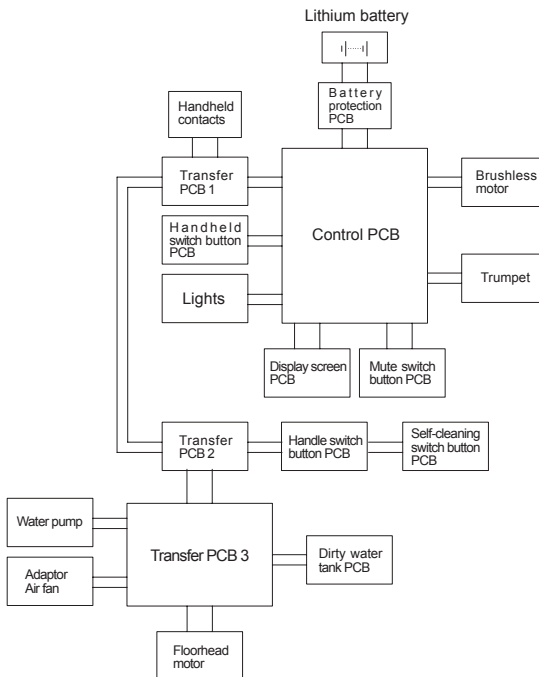 Lithium battery
Battery
protection
PCB
Handheld
contacts
Transfer
PCB 1
Brushless
motor
Control PCB
Handheld
switch button
PCB
Lights
Trumpet
Display screen
PCB
Mute switch
button PCB
Transfer
PCB 2
Handle switch
button PCB
Self-cleaning
switch button
PCB
Water pump
Transfer PCB 3
Dirty water
tank PCB
Adaptor
Air fan
Floorhead
motor